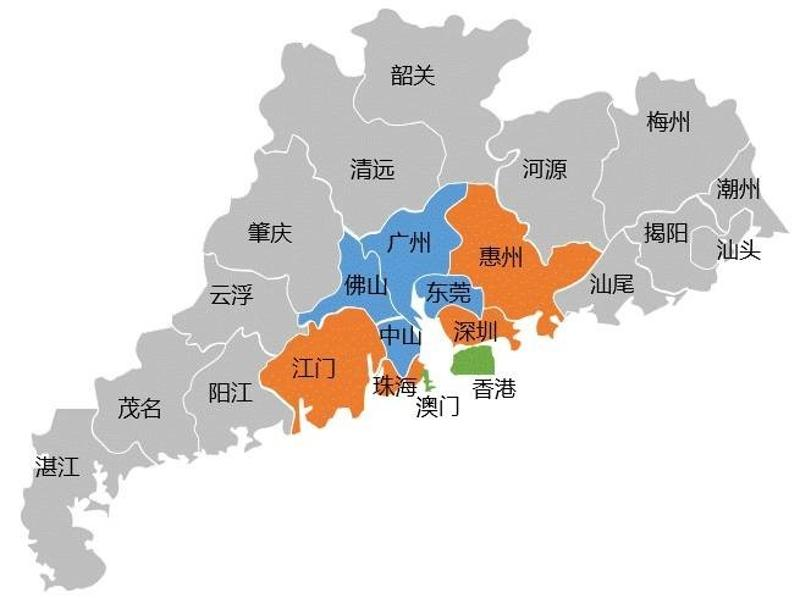 韶关
梅州
清远
河源
潮州
肇庆
广州
揭阳
汕头
惠州
佛山
东莞
汕尾
云浮
中山
深圳
江门
珠海
香港
阳江
茂名
澳门
湛江